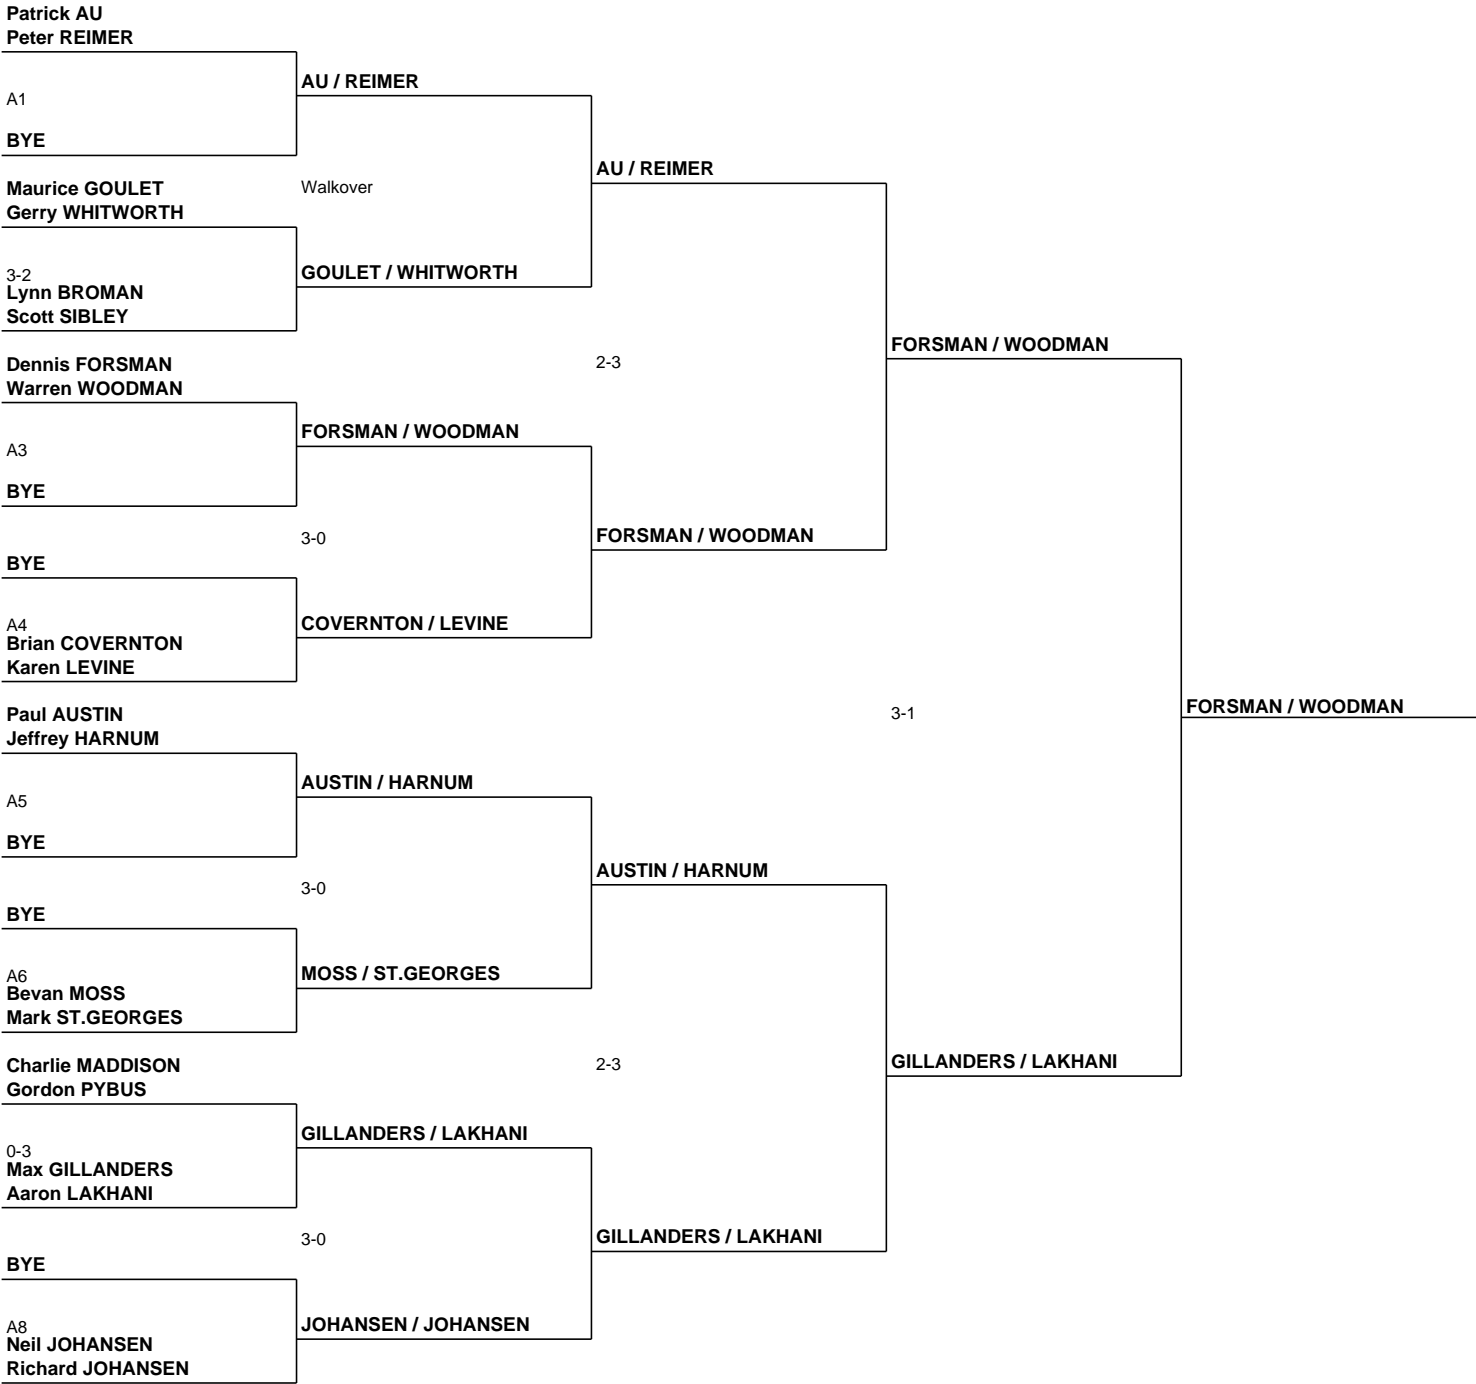 Patrick AU
Peter REIMER
AU / REIMER
A1
BYE
AU / REIMER
Maurice GOULET
Walkover
Gerry WHITWORTH
GOULET / WHITWORTH
3-2
Lynn BROMAN
Scott SIBLEY
FORSMAN / WOODMAN
Dennis FORSMAN
2-3
Warren WOODMAN
FORSMAN / WOODMAN
A3
BYE
3-0
FORSMAN / WOODMAN
BYE
A4
COVERNTON / LEVINE
Brian COVERNTON
Karen LEVINE
Paul AUSTIN
3-1
FORSMAN / WOODMAN
Jeffrey HARNUM
AUSTIN / HARNUM
A5
BYE
AUSTIN / HARNUM
3-0
BYE
A6
MOSS / ST.GEORGES
Bevan MOSS
Mark ST.GEORGES
Charlie MADDISON
2-3
GILLANDERS / LAKHANI
Gordon PYBUS
GILLANDERS / LAKHANI
0-3
Max GILLANDERS
Aaron LAKHANI
3-0
GILLANDERS / LAKHANI
BYE
A8
JOHANSEN / JOHANSEN
Neil JOHANSEN
Richard JOHANSEN